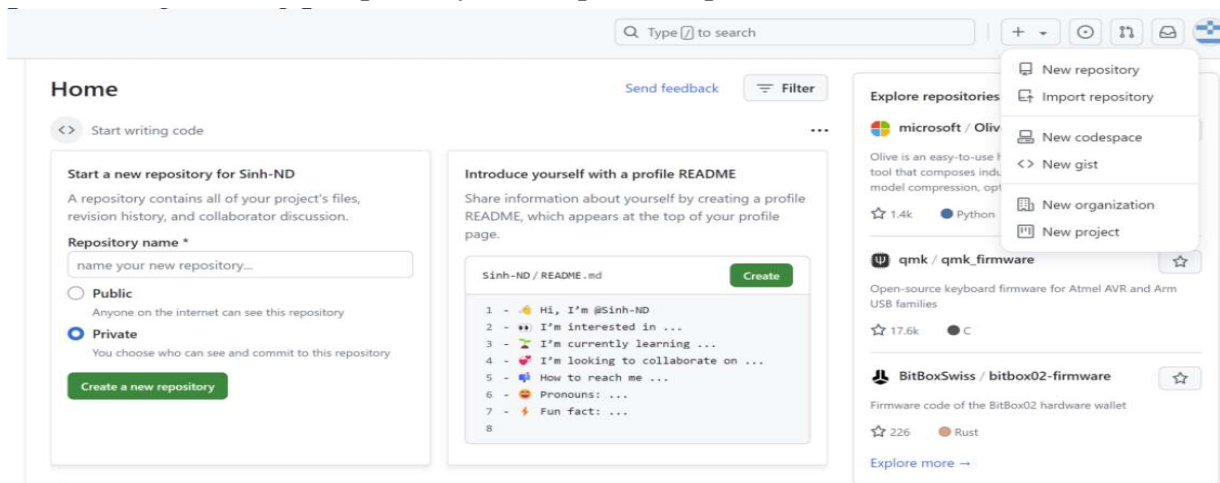 Type / to search
Home
Send feedback
Filter
Start writing code
Start a new repository for Sinh-ND
A repository contains all of your project's files,
revision history, and collaborator discussion.
Repository name *
name your new repository...
Public
Anyone on the internet can see this repository
Private
You choose who can see and commit to this repository
Create a new repository
Introduce yourself with a profile README
Share information about yourself by creating a profile
README, which appears at the top of your profile
page.
Sinh-ND / README.md
Create
1 - 👋 Hi, I'm @Sinh-ND
2 - 👀 I'm interested in ...
3 - 🌱 I'm currently learning ...
4 - 💞️ I'm looking to collaborate on ...
5 - 📫 How to reach me ...
6 - 😄 Pronouns: ...
7 - ⚡ Fun fact: ...
8
New repository
Import repository
New codespace
New gist
New organization
New project
Explore repositories
microsoft / Oliv
Olive is an easy-to-use
tool that composes indu
model compression, opt
1.4k Python
qmk / qmk_firmware
Open-source keyboard firmware for Atmel AVR and Arm
USB families
17.6k C
BitBoxSwiss / bitbox02-firmware
Firmware code of the BitBox02 hardware wallet
226 Rust
Explore more →